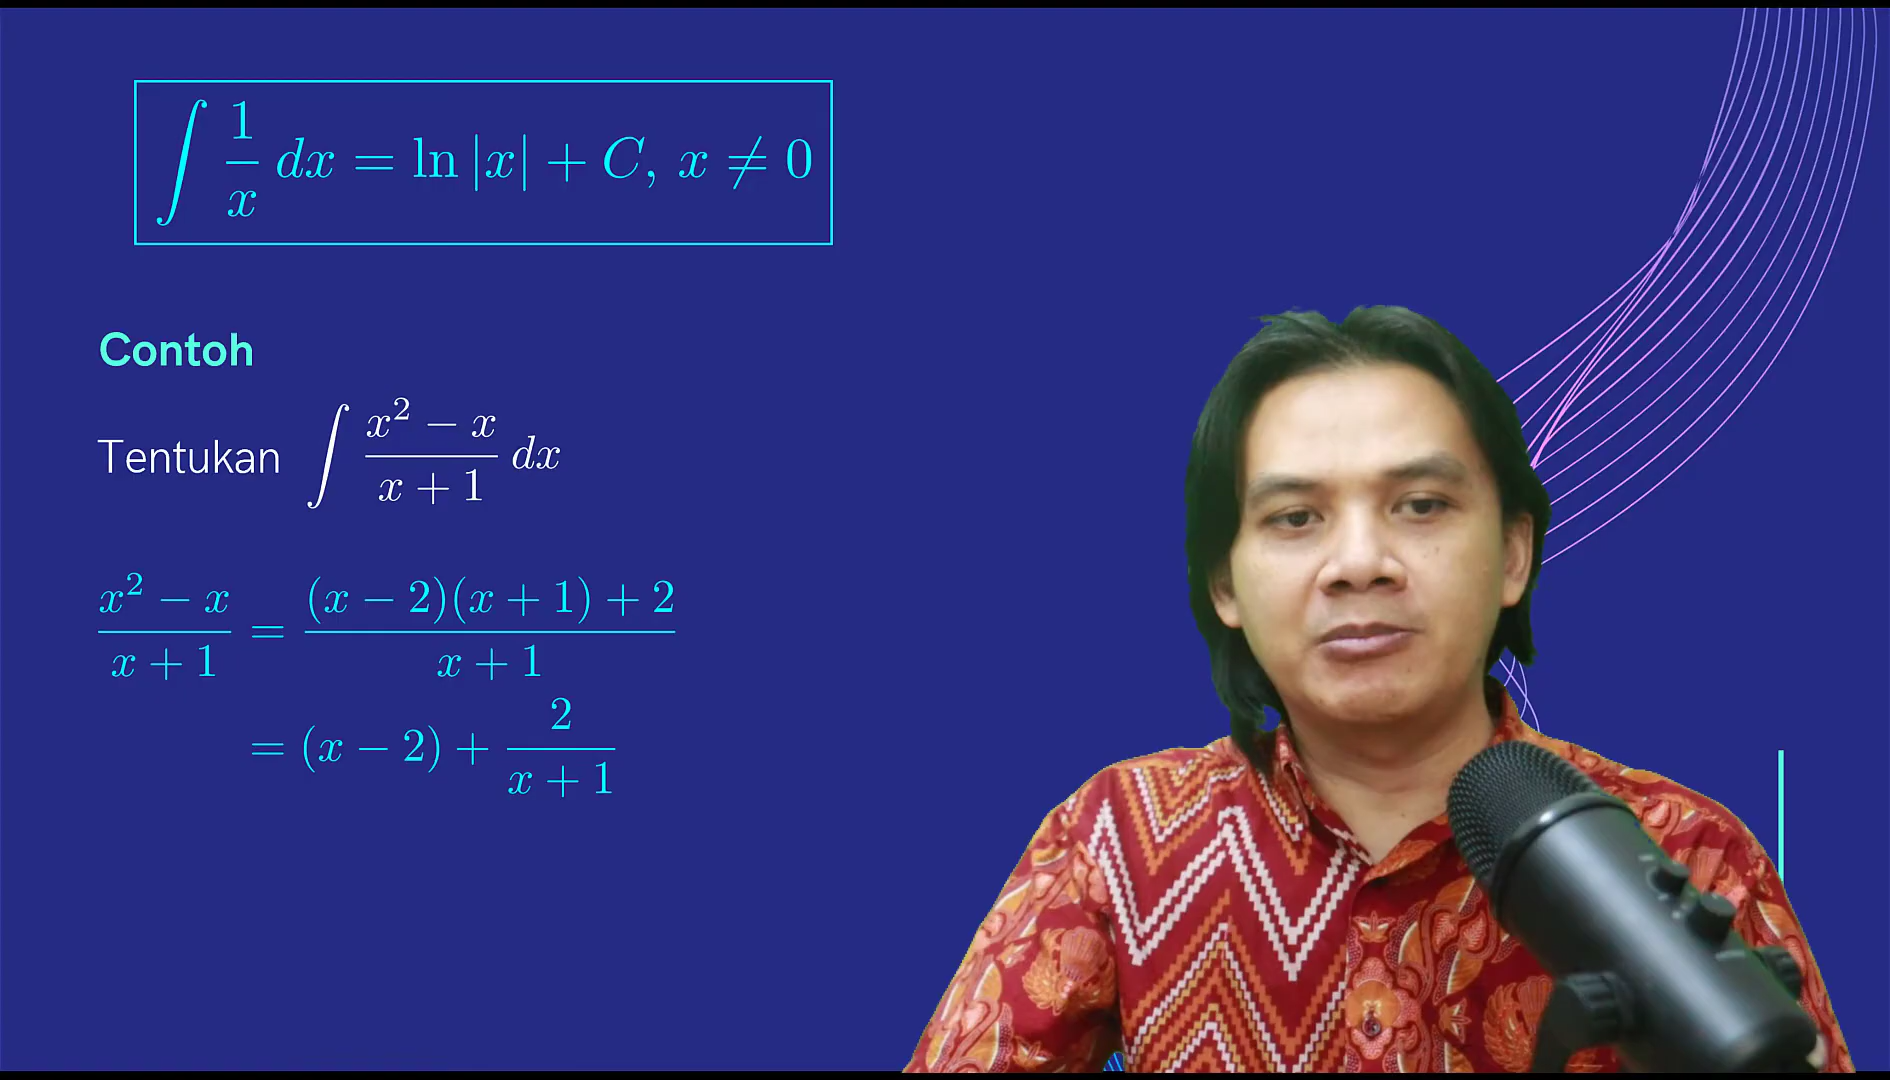 ∫ 1/x dx = ln |x| + C, x ≠ 0
Contoh
Tentukan ∫ (x² − x)/(x + 1) dx
(x² − x)/(x + 1) = ((x − 2)(x + 1) + 2)/(x + 1)
= (x − 2) + 2/(x + 1)